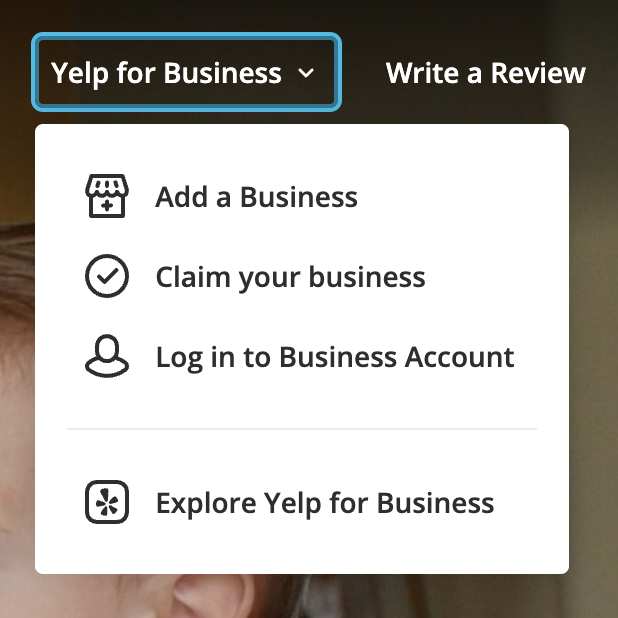 Yelp for Business
Write a Review
Add a Business
Claim your business
Log in to Business Account
Explore Yelp for Business